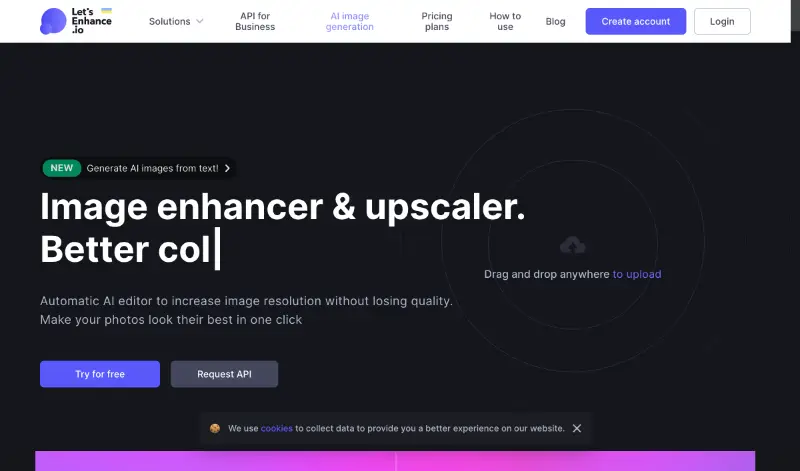 Let's
Enhance
.io
Solutions
API for
Business
AI image
generation
Pricing
plans
How to
use
Blog
Create account
Login
NEW Generate AI images from text!
Image enhancer & upscaler.
Better col
Drag and drop anywhere to upload
Automatic AI editor to increase image resolution without losing quality.
Make your photos look their best in one click
Try for free
Request API
We use cookies to collect data to provide you a better experience on our website.